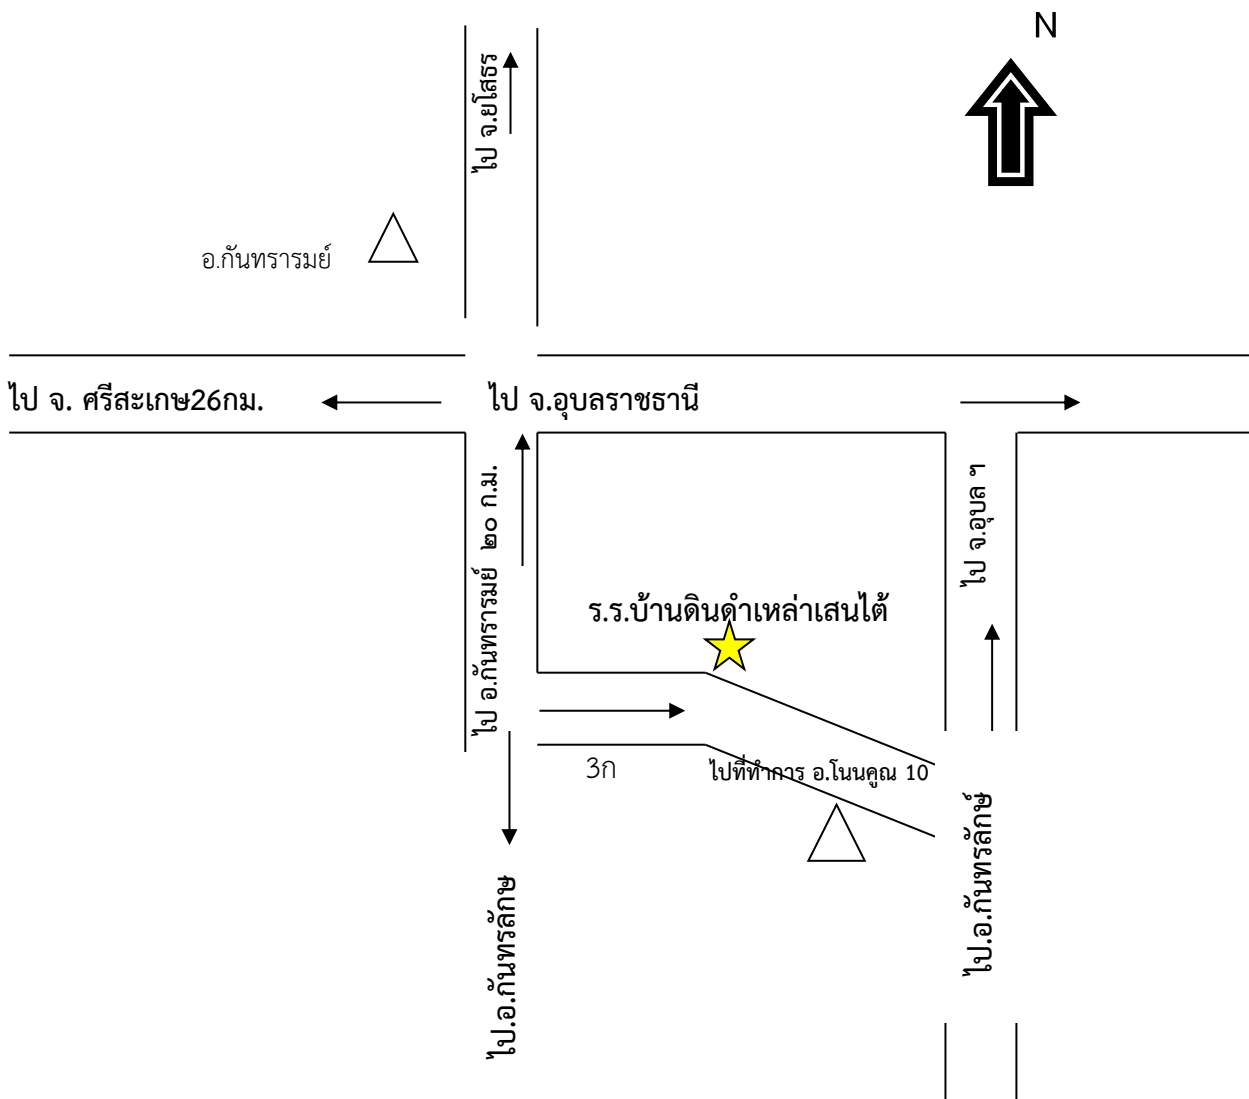 N
ไป จ.ยโสธร
อ.กันทรารมย์
ไป จ. ศรีสะเกษ26กม.
ไป จ.อุบลราชธานี
ไป อ.กันทรารมย์ ๒๐ ก.ม.
ไป จ.อุบล ฯ
ร.ร.บ้านดินดำเหล่าเสนไต้
3ก
ไปที่ทำการ อ.โนนคูณ 10
ไป.อ.กันทรลักษ
ไป.อ.กันทรลักษ์